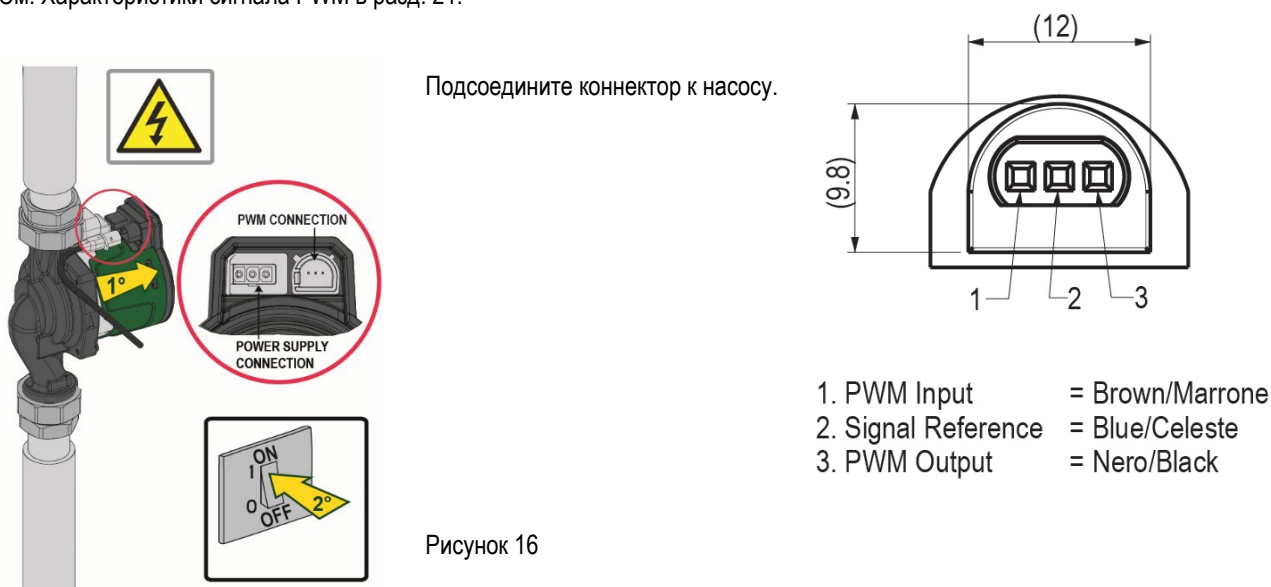 См. Характеристики сигнала PWM в разд. 21.
Подсоедините коннектор к насосу.
PWM CONNECTION
1°
POWER SUPPLY
CONNECTION
ON
1
0
OFF
2°
Рисунок 16
(12)
(9.8)
1
2
3
1. PWM Input = Brown/Marrone
2. Signal Reference = Blue/Celeste
3. PWM Output = Nero/Black